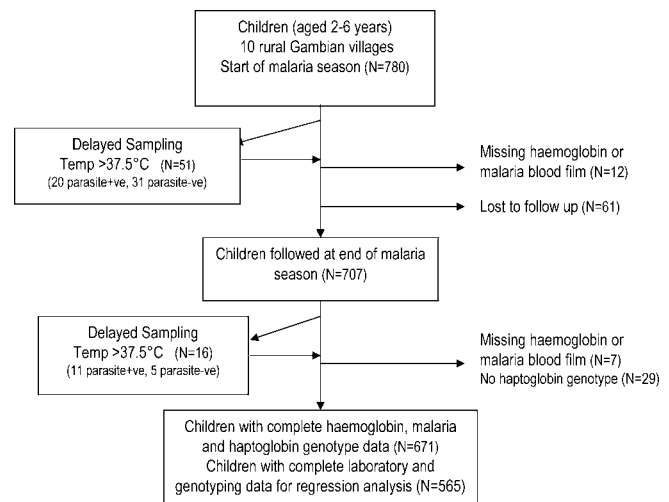 Children (aged 2-6 years)
10 rural Gambian villages
Start of malaria season (N=780)
Delayed Sampling
Temp >37.5°C (N=51)
(20 parasite+ve, 31 parasite-ve)
Missing haemoglobin or
malaria blood film (N=12)
Lost to follow up (N=61)
Children followed at end of malaria
season (N=707)
Delayed Sampling
Temp >37.5°C (N=16)
(11 parasite+ve, 5 parasite-ve)
Missing haemoglobin or
malaria blood film (N=7)
No haptoglobin genotype (N=29)
Children with complete haemoglobin, malaria
and haptoglobin genotype data (N=671)
Children with complete laboratory and
genotyping data for regression analysis (N=565)